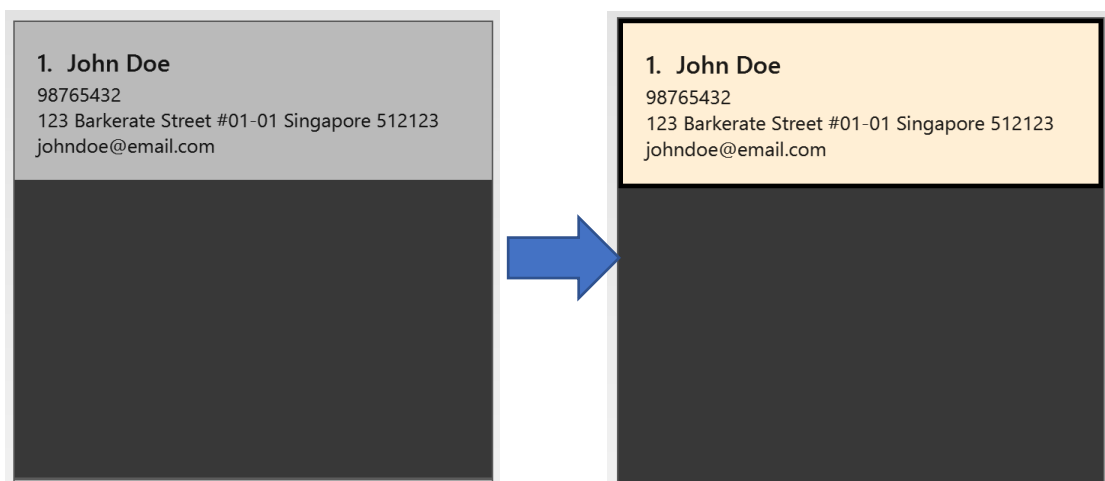 1. John Doe
98765432
123 Barkerate Street #01-01 Singapore 512123
johndoe@email.com
1. John Doe
98765432
123 Barkerate Street #01-01 Singapore 512123
johndoe@email.com